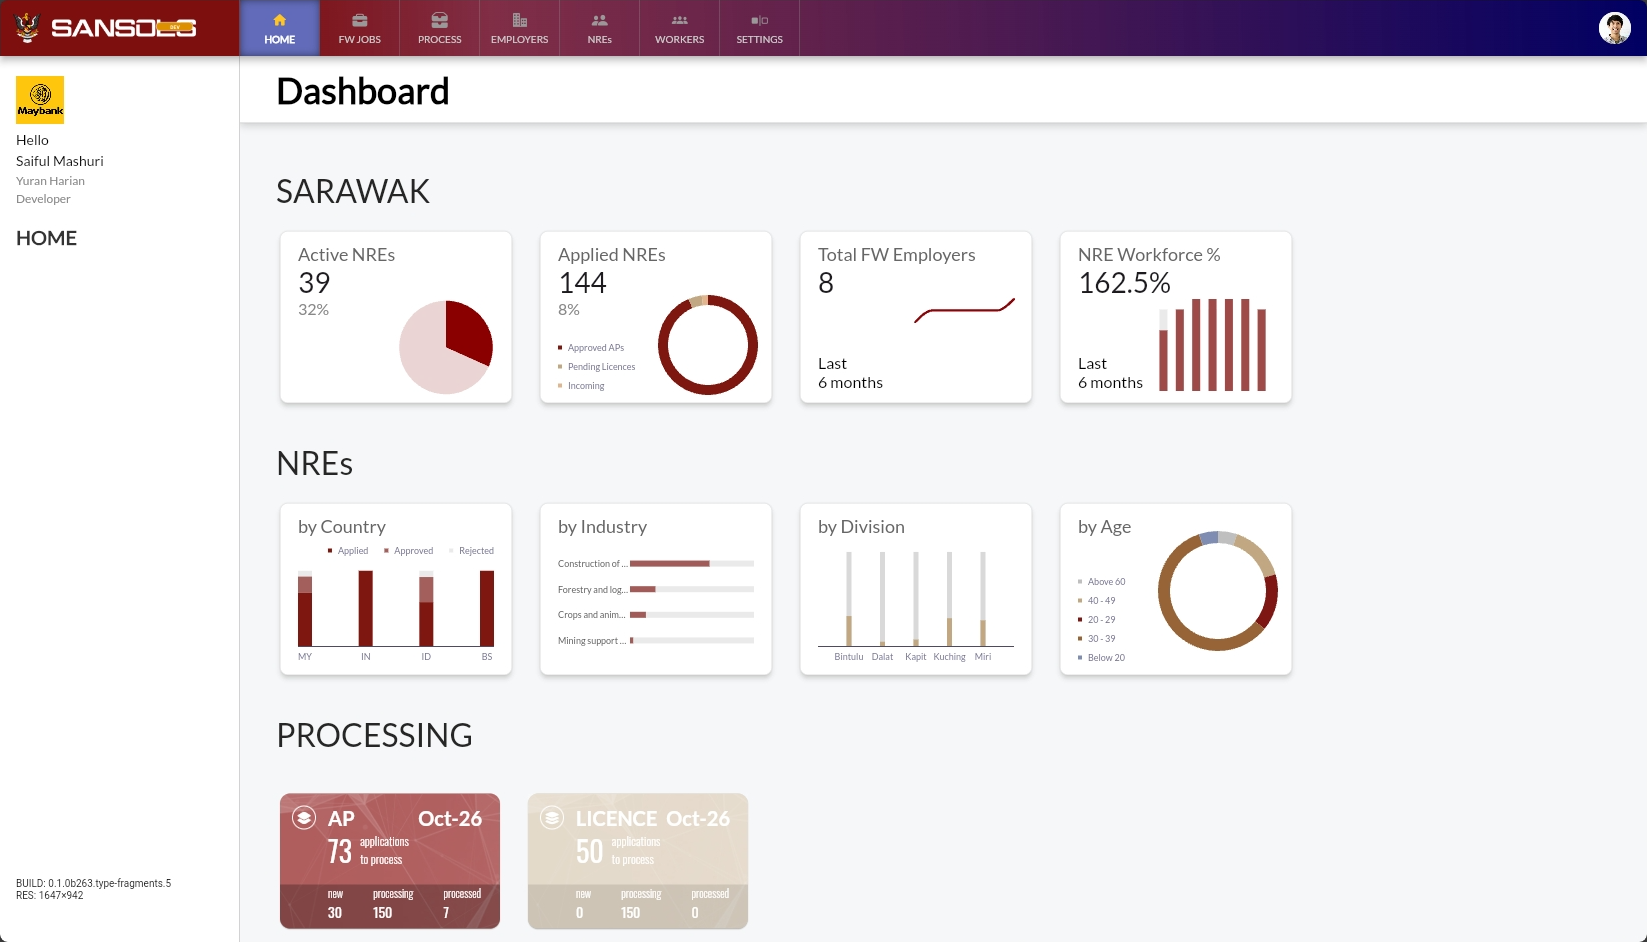 SANSOLS
DEV
HOME
FW JOBS
PROCESS
EMPLOYERS
NREs
WORKERS
SETTINGS
Maybank
Hello
Saiful Mashuri
Yuran Harian
Developer
HOME
BUILD: 0.1.0b263.type-fragments.5
RES: 1647×942
Dashboard
SARAWAK
Active NREs
39
32%
Applied NREs
144
8%
Approved APs
Pending Licences
Incoming
Total FW Employers
8
Last
6 months
NRE Workforce %
162.5%
Last
6 months
NREs
by Country
Applied
Approved
Rejected
MY
IN
ID
BS
by Industry
Construction of ...
Forestry and log...
Crops and anim...
Mining support ...
by Division
Bintulu
Dalat
Kapit
Kuching
Miri
by Age
Above 60
40 - 49
20 - 29
30 - 39
Below 20
PROCESSING
AP
Oct-26
73
applications
to process
new
processing
processed
30
150
7
LICENCE
Oct-26
50
applications
to process
new
processing
processed
0
150
0